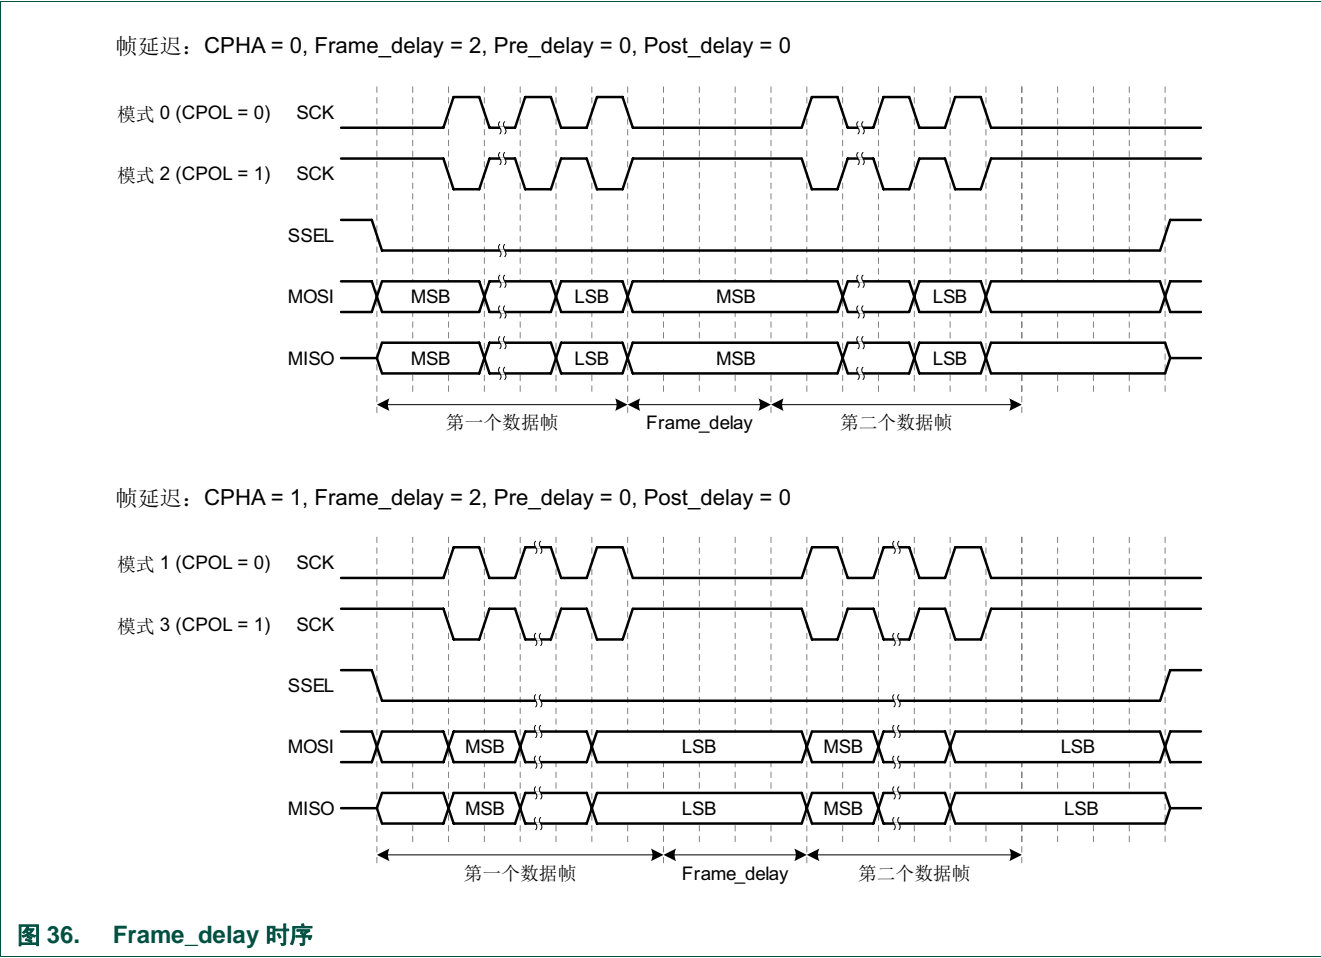 帧延迟：CPHA = 0, Frame_delay = 2, Pre_delay = 0, Post_delay = 0
模式 0 (CPOL = 0) SCK
模式 2 (CPOL = 1) SCK
SSEL
MOSI MSB LSB MSB LSB
MISO MSB LSB MSB LSB
第一个数据帧 Frame_delay 第二个数据帧
帧延迟：CPHA = 1, Frame_delay = 2, Pre_delay = 0, Post_delay = 0
模式 1 (CPOL = 0) SCK
模式 3 (CPOL = 1) SCK
SSEL
MOSI MSB LSB MSB LSB
MISO MSB LSB MSB LSB
第一个数据帧 Frame_delay 第二个数据帧
图 36. Frame_delay 时序